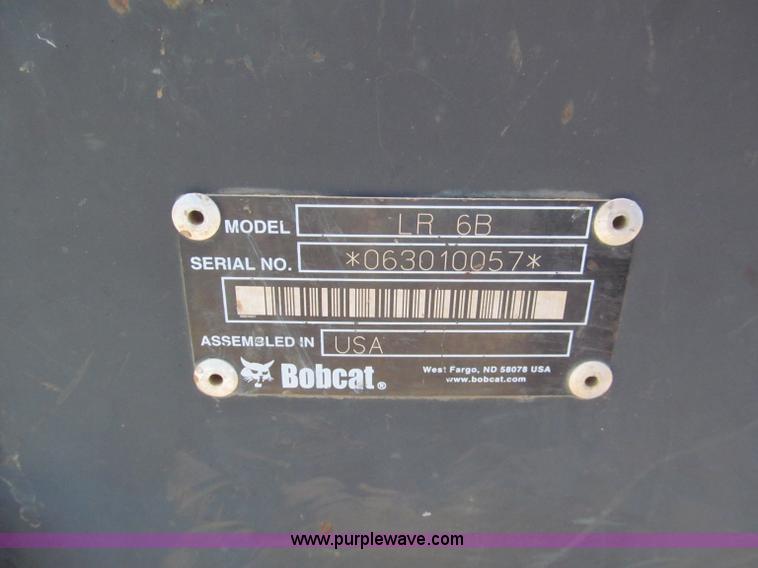 MODEL LR 6B
SERIAL NO. *063010057*
ASSEMBLED IN USA
Bobcat®
West Fargo, ND 58078 USA
www.bobcat.com
www.purplewave.com